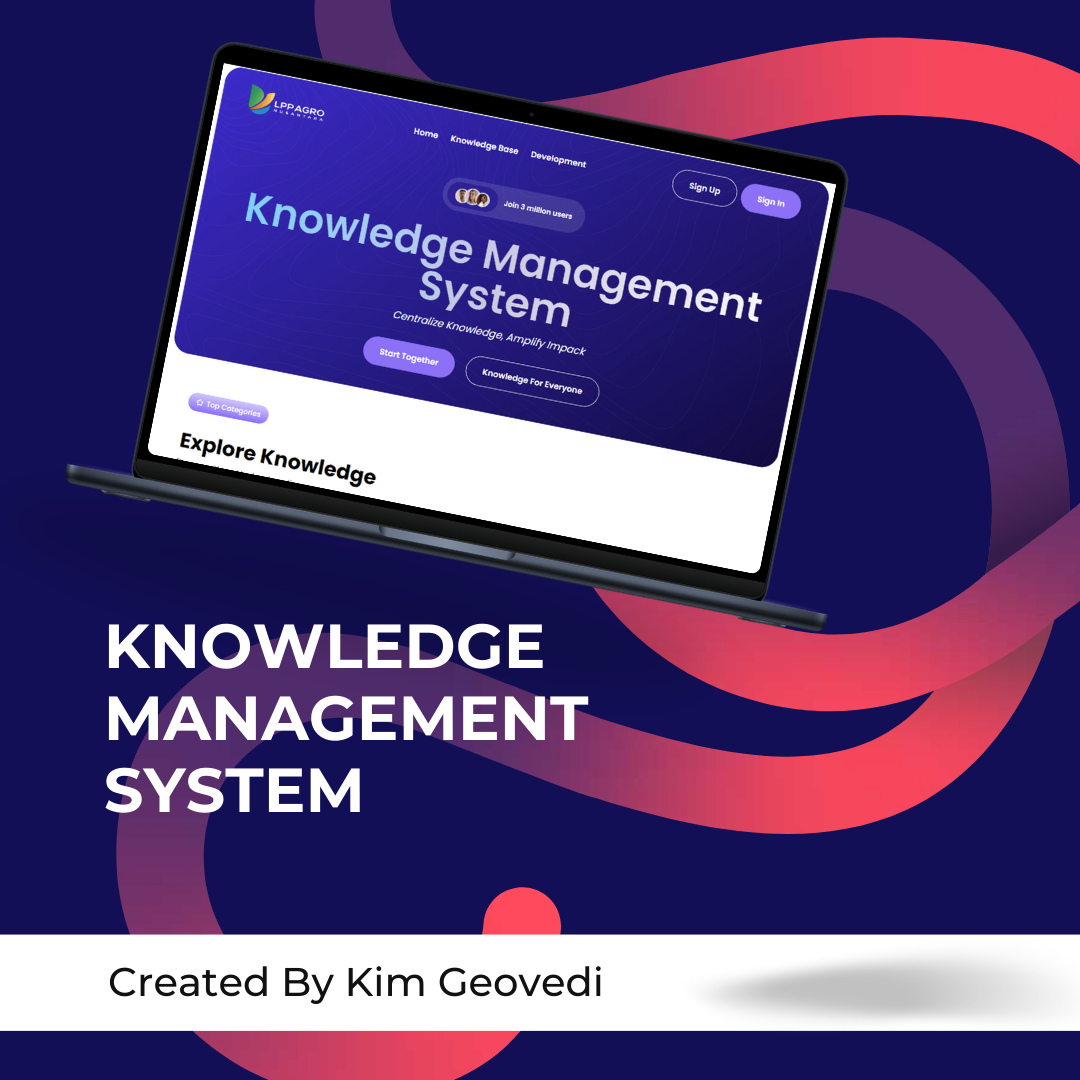 LPPAGRO
NUSANTARA
Home Knowledge Base Development
Sign Up Sign In
Join 3 million users
Knowledge Management
System
Centralize Knowledge, Amplify Impack
Start Together Knowledge For Everyone
Top Categories
Explore Knowledge
KNOWLEDGE
MANAGEMENT
SYSTEM
Created By Kim Geovedi